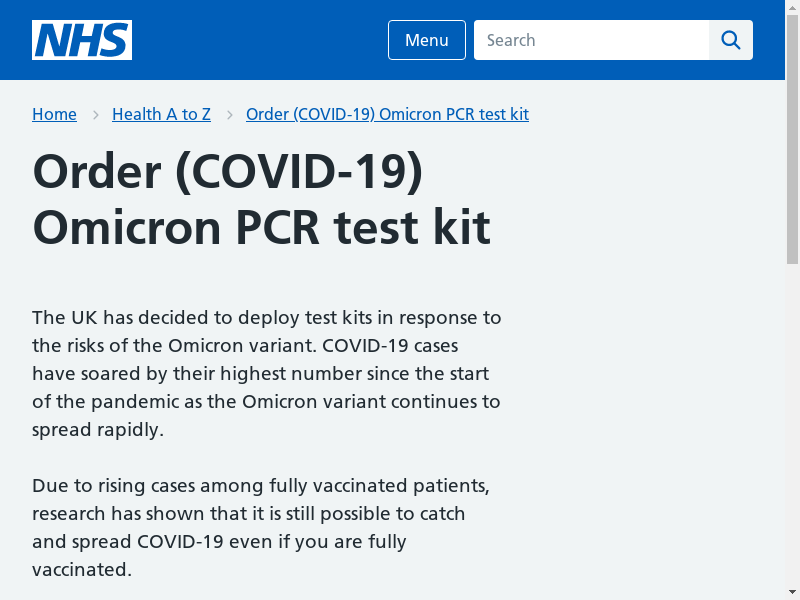 NHS
Menu
Search
Home
Health A to Z
Order (COVID-19) Omicron PCR test kit
Order (COVID-19)
Omicron PCR test kit
The UK has decided to deploy test kits in response to
the risks of the Omicron variant. COVID-19 cases
have soared by their highest number since the start
of the pandemic as the Omicron variant continues to
spread rapidly.
Due to rising cases among fully vaccinated patients,
research has shown that it is still possible to catch
and spread COVID-19 even if you are fully
vaccinated.